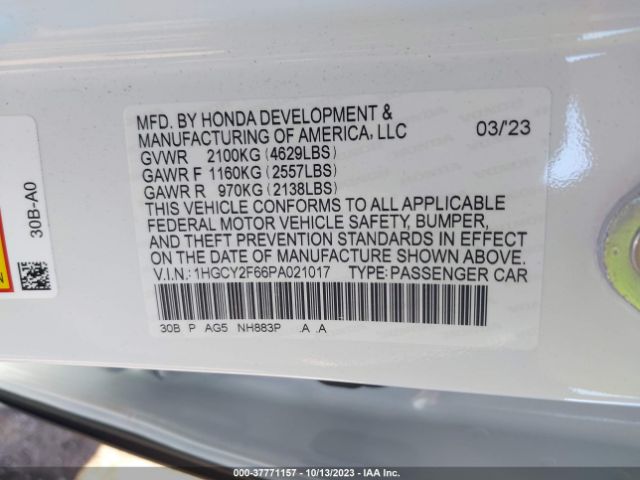 MFD. BY HONDA DEVELOPMENT &
MANUFACTURING OF AMERICA, LLC 03/'23
GVWR 2100KG (4629LBS)
GAWR F 1160KG (2557LBS)
GAWR R 970KG (2138LBS)
THIS VEHICLE CONFORMS TO ALL APPLICABLE
FEDERAL MOTOR VEHICLE SAFETY, BUMPER,
AND THEFT PREVENTION STANDARDS IN EFFECT
ON THE DATE OF MANUFACTURE SHOWN ABOVE.
V.I.N.: 1HGCY2F66PA021017 TYPE: PASSENGER CAR
30B P AG5 NH883P .A .A
30B-A0
000-37771157 - 10/13/2023 - IAA Inc.